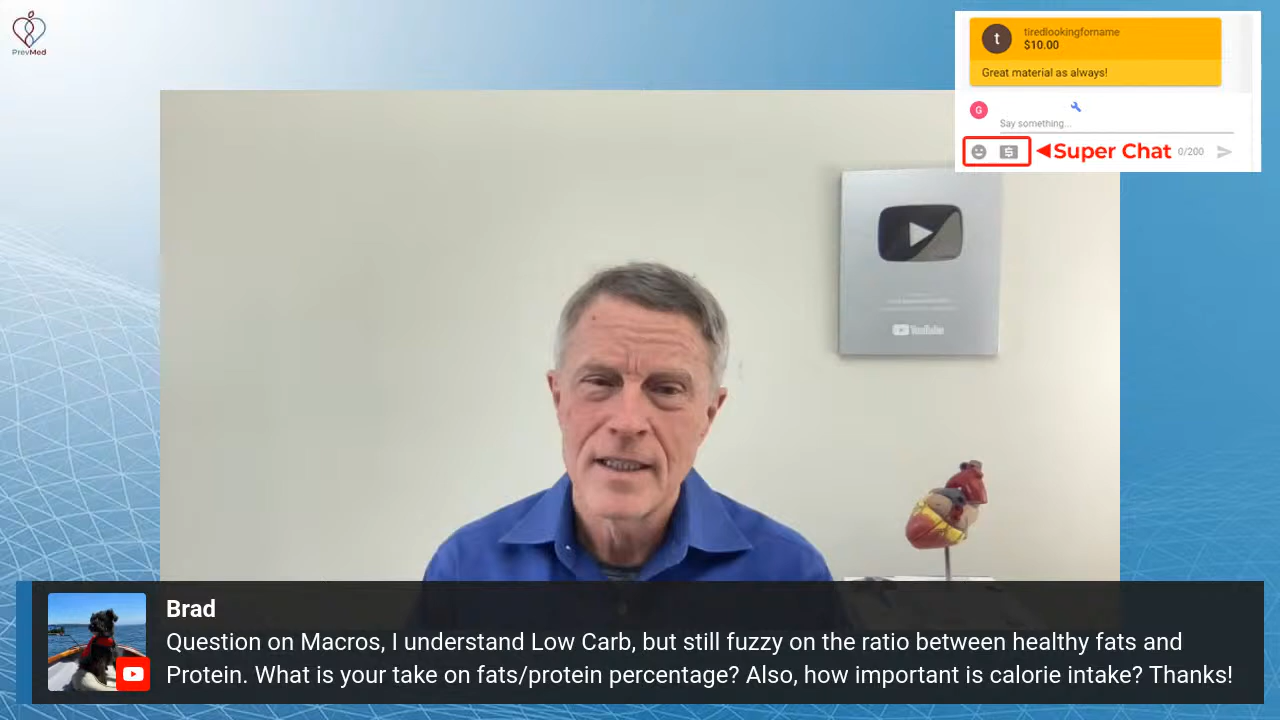 PrevMed
t
tiredlookingforname
$10.00
Great material as always!
G
Say something...
Super Chat
0/200
YouTube
Brad
Question on Macros, I understand Low Carb, but still fuzzy on the ratio between healthy fats and
Protein. What is your take on fats/protein percentage? Also, how important is calorie intake? Thanks!